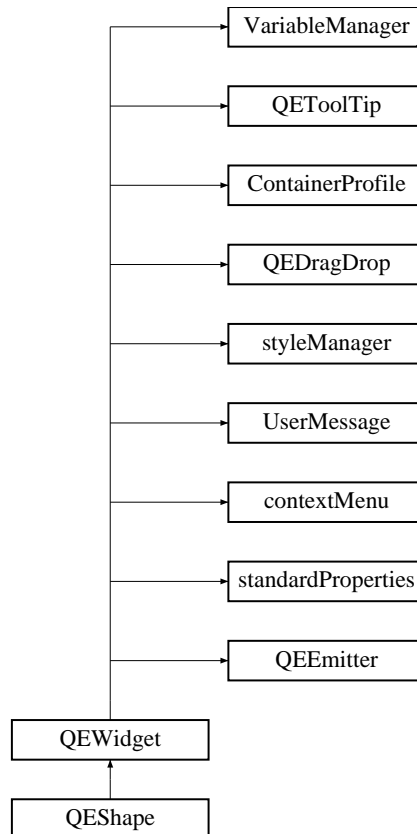 VariableManager
QEToolTip
ContainerProfile
QEDragDrop
styleManager
UserMessage
contextMenu
standardProperties
QEEmitter
QEWidget
QEShape